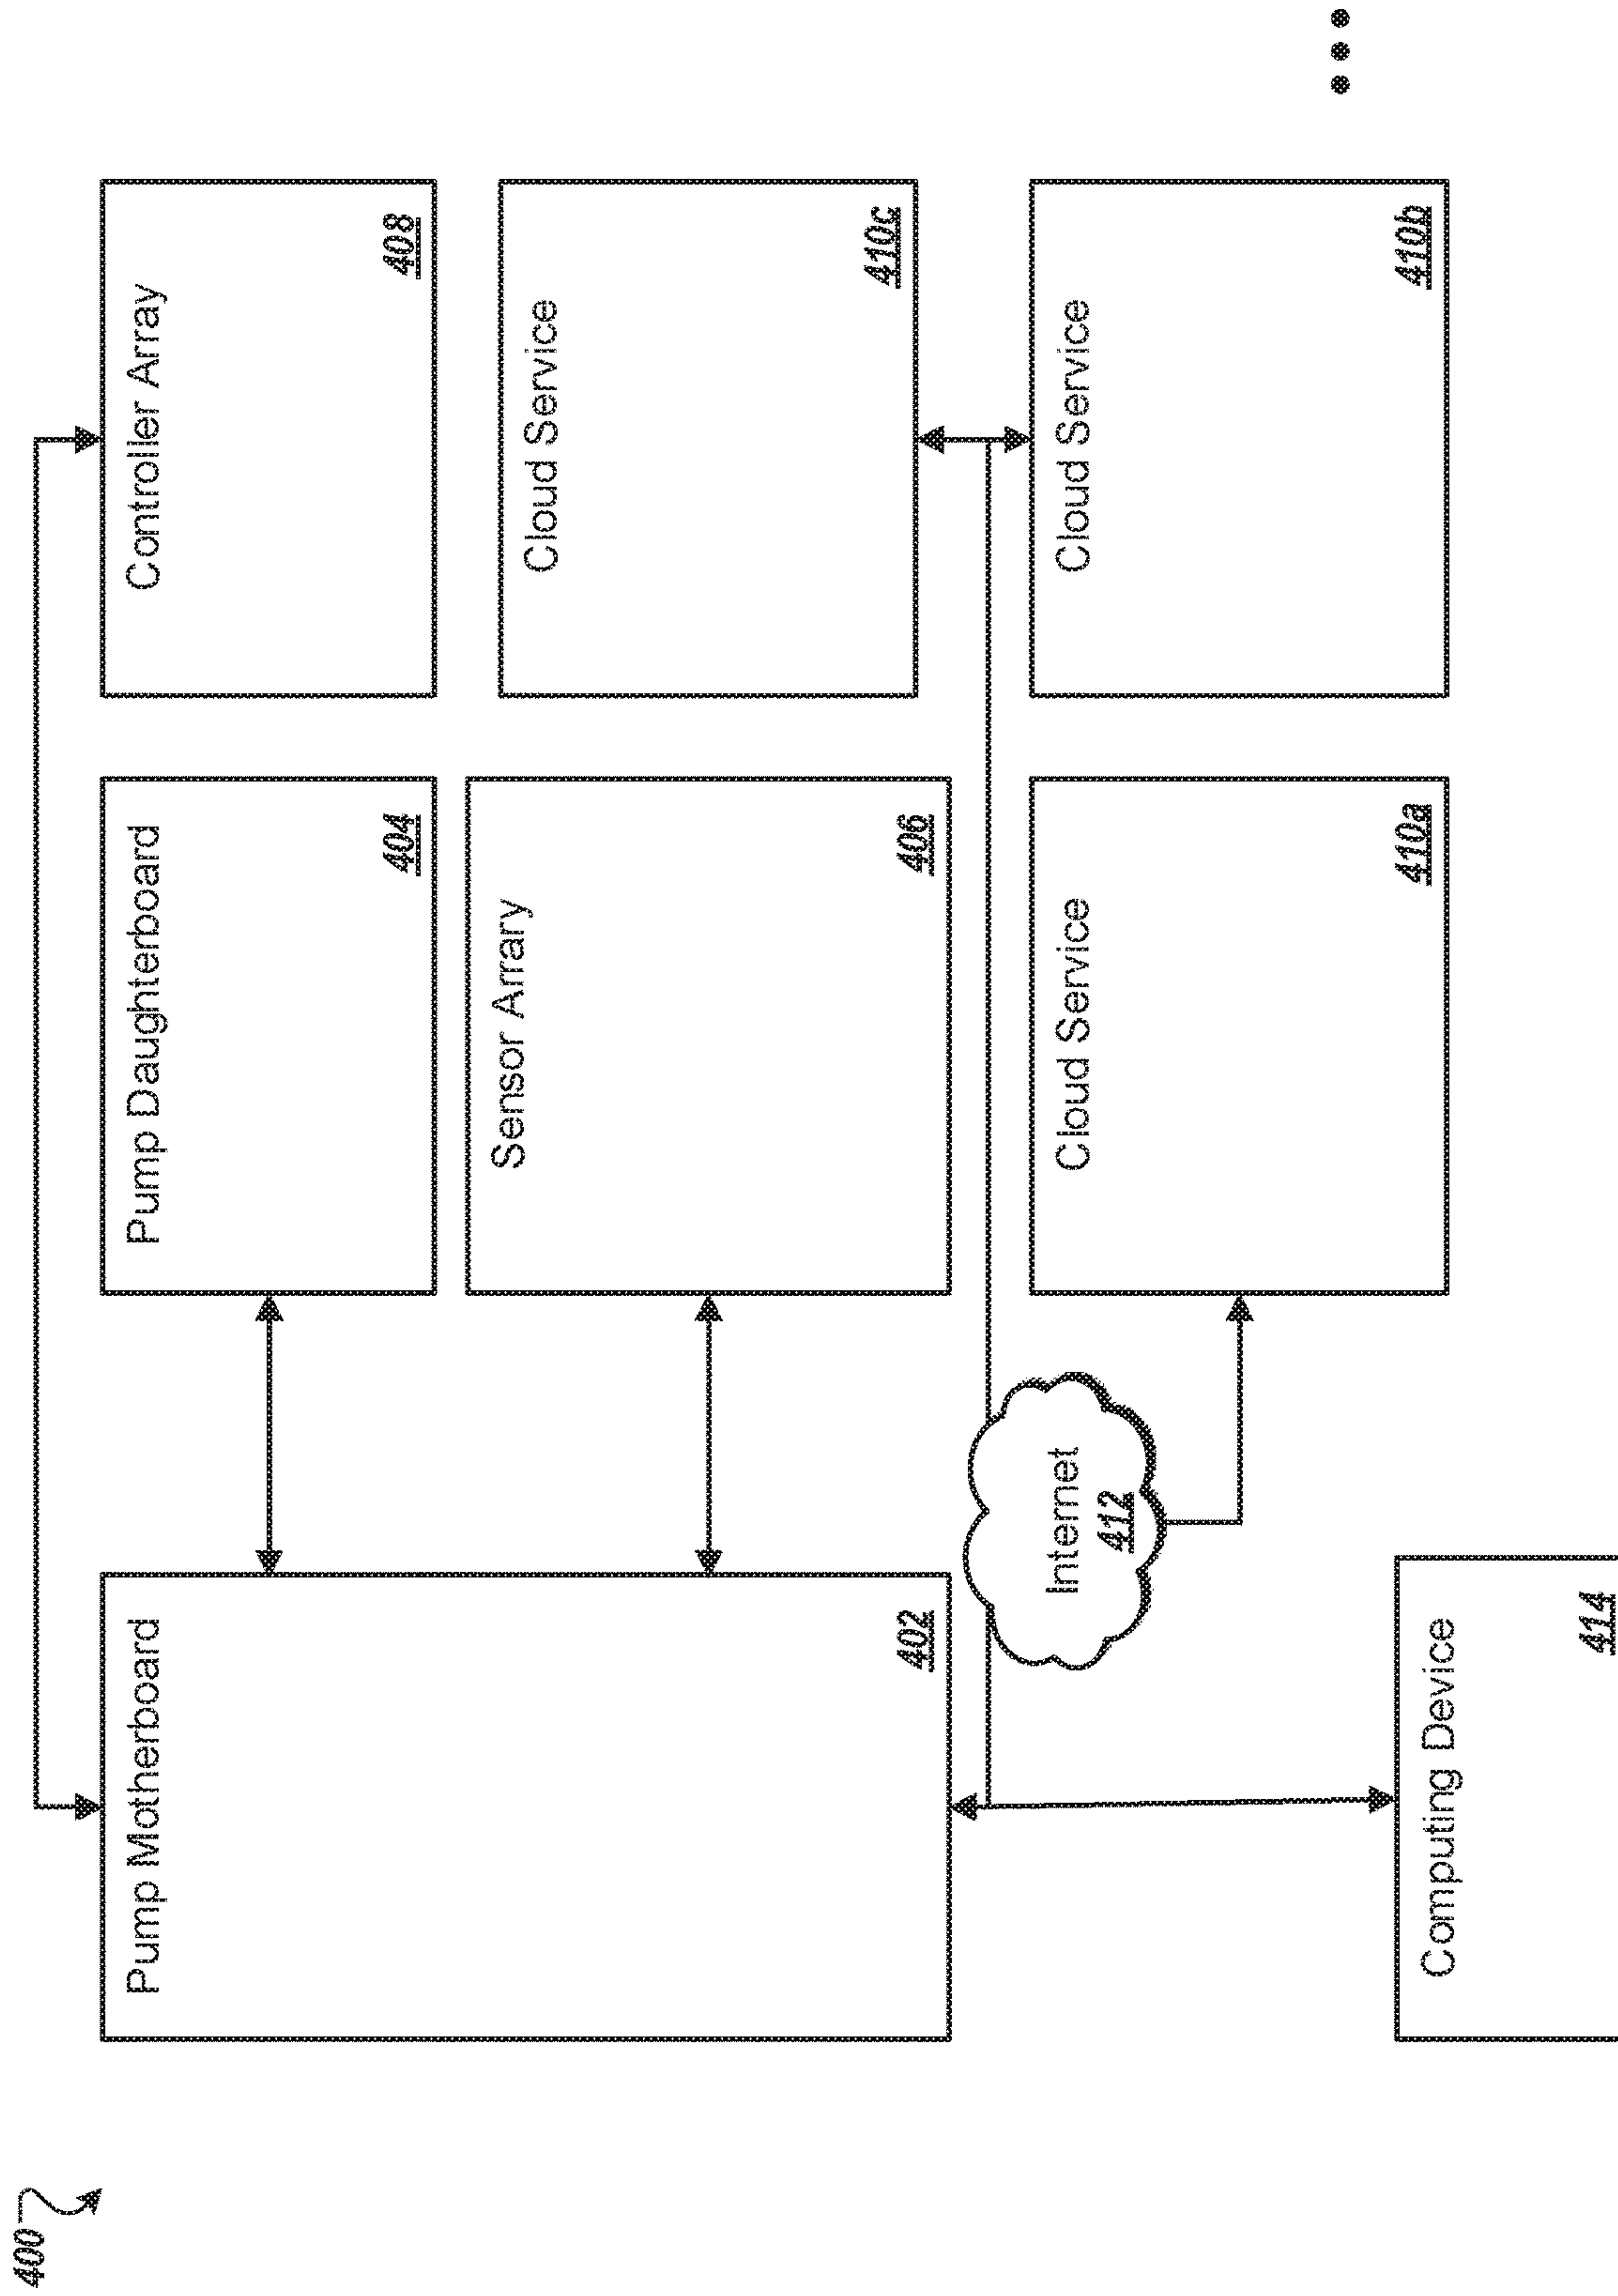 400
Pump Motherboard
402
Pump Daughterboard
404
Controller Array
408
Sensor Arrary
406
Cloud Service
410c
Internet
412
Cloud Service
410a
Cloud Service
410b
Computing Device
414